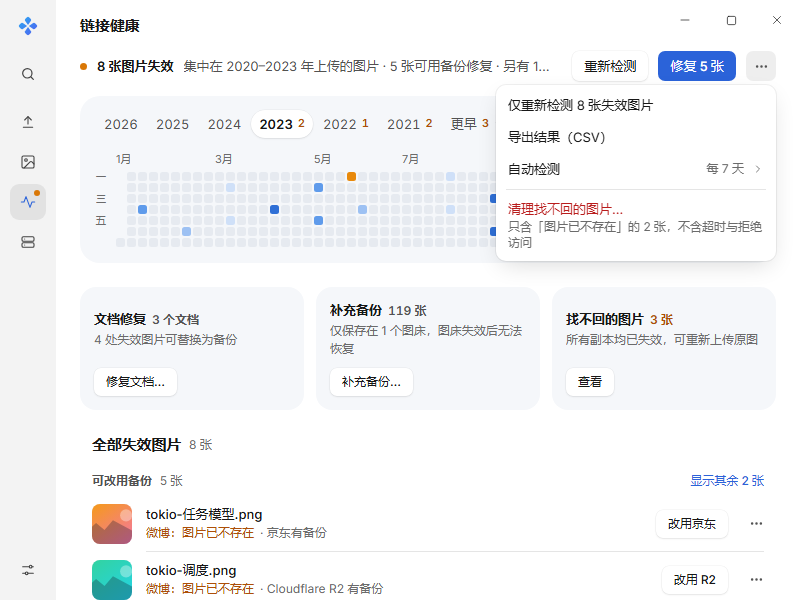 链接健康
8 张图片失效 集中在 2020–2023 年上传的图片 · 5 张可用备份修复 · 另有 1...
重新检测
修复 5 张
仅重新检测 8 张失效图片
导出结果（CSV）
自动检测 每 7 天
清理找不回的图片...
只含「图片已不存在」的 2 张，不含超时与拒绝
访问
2026 2025 2024 2023 2 2022 1 2021 2 更早 3
1月 3月 5月 7月
一
三
五
文档修复 3 个文档
4 处失效图片可替换为备份
修复文档...
补充备份 119 张
仅保存在 1 个图床，图床失效后无法
恢复
补充备份...
找不回的图片 3 张
所有副本均已失效，可重新上传原图
查看
全部失效图片 8 张
可改用备份 5 张
显示其余 2 张
tokio-任务模型.png
微博：图片已不存在 · 京东有备份
改用京东
tokio-调度.png
微博：图片已不存在 · Cloudflare R2 有备份
改用 R2